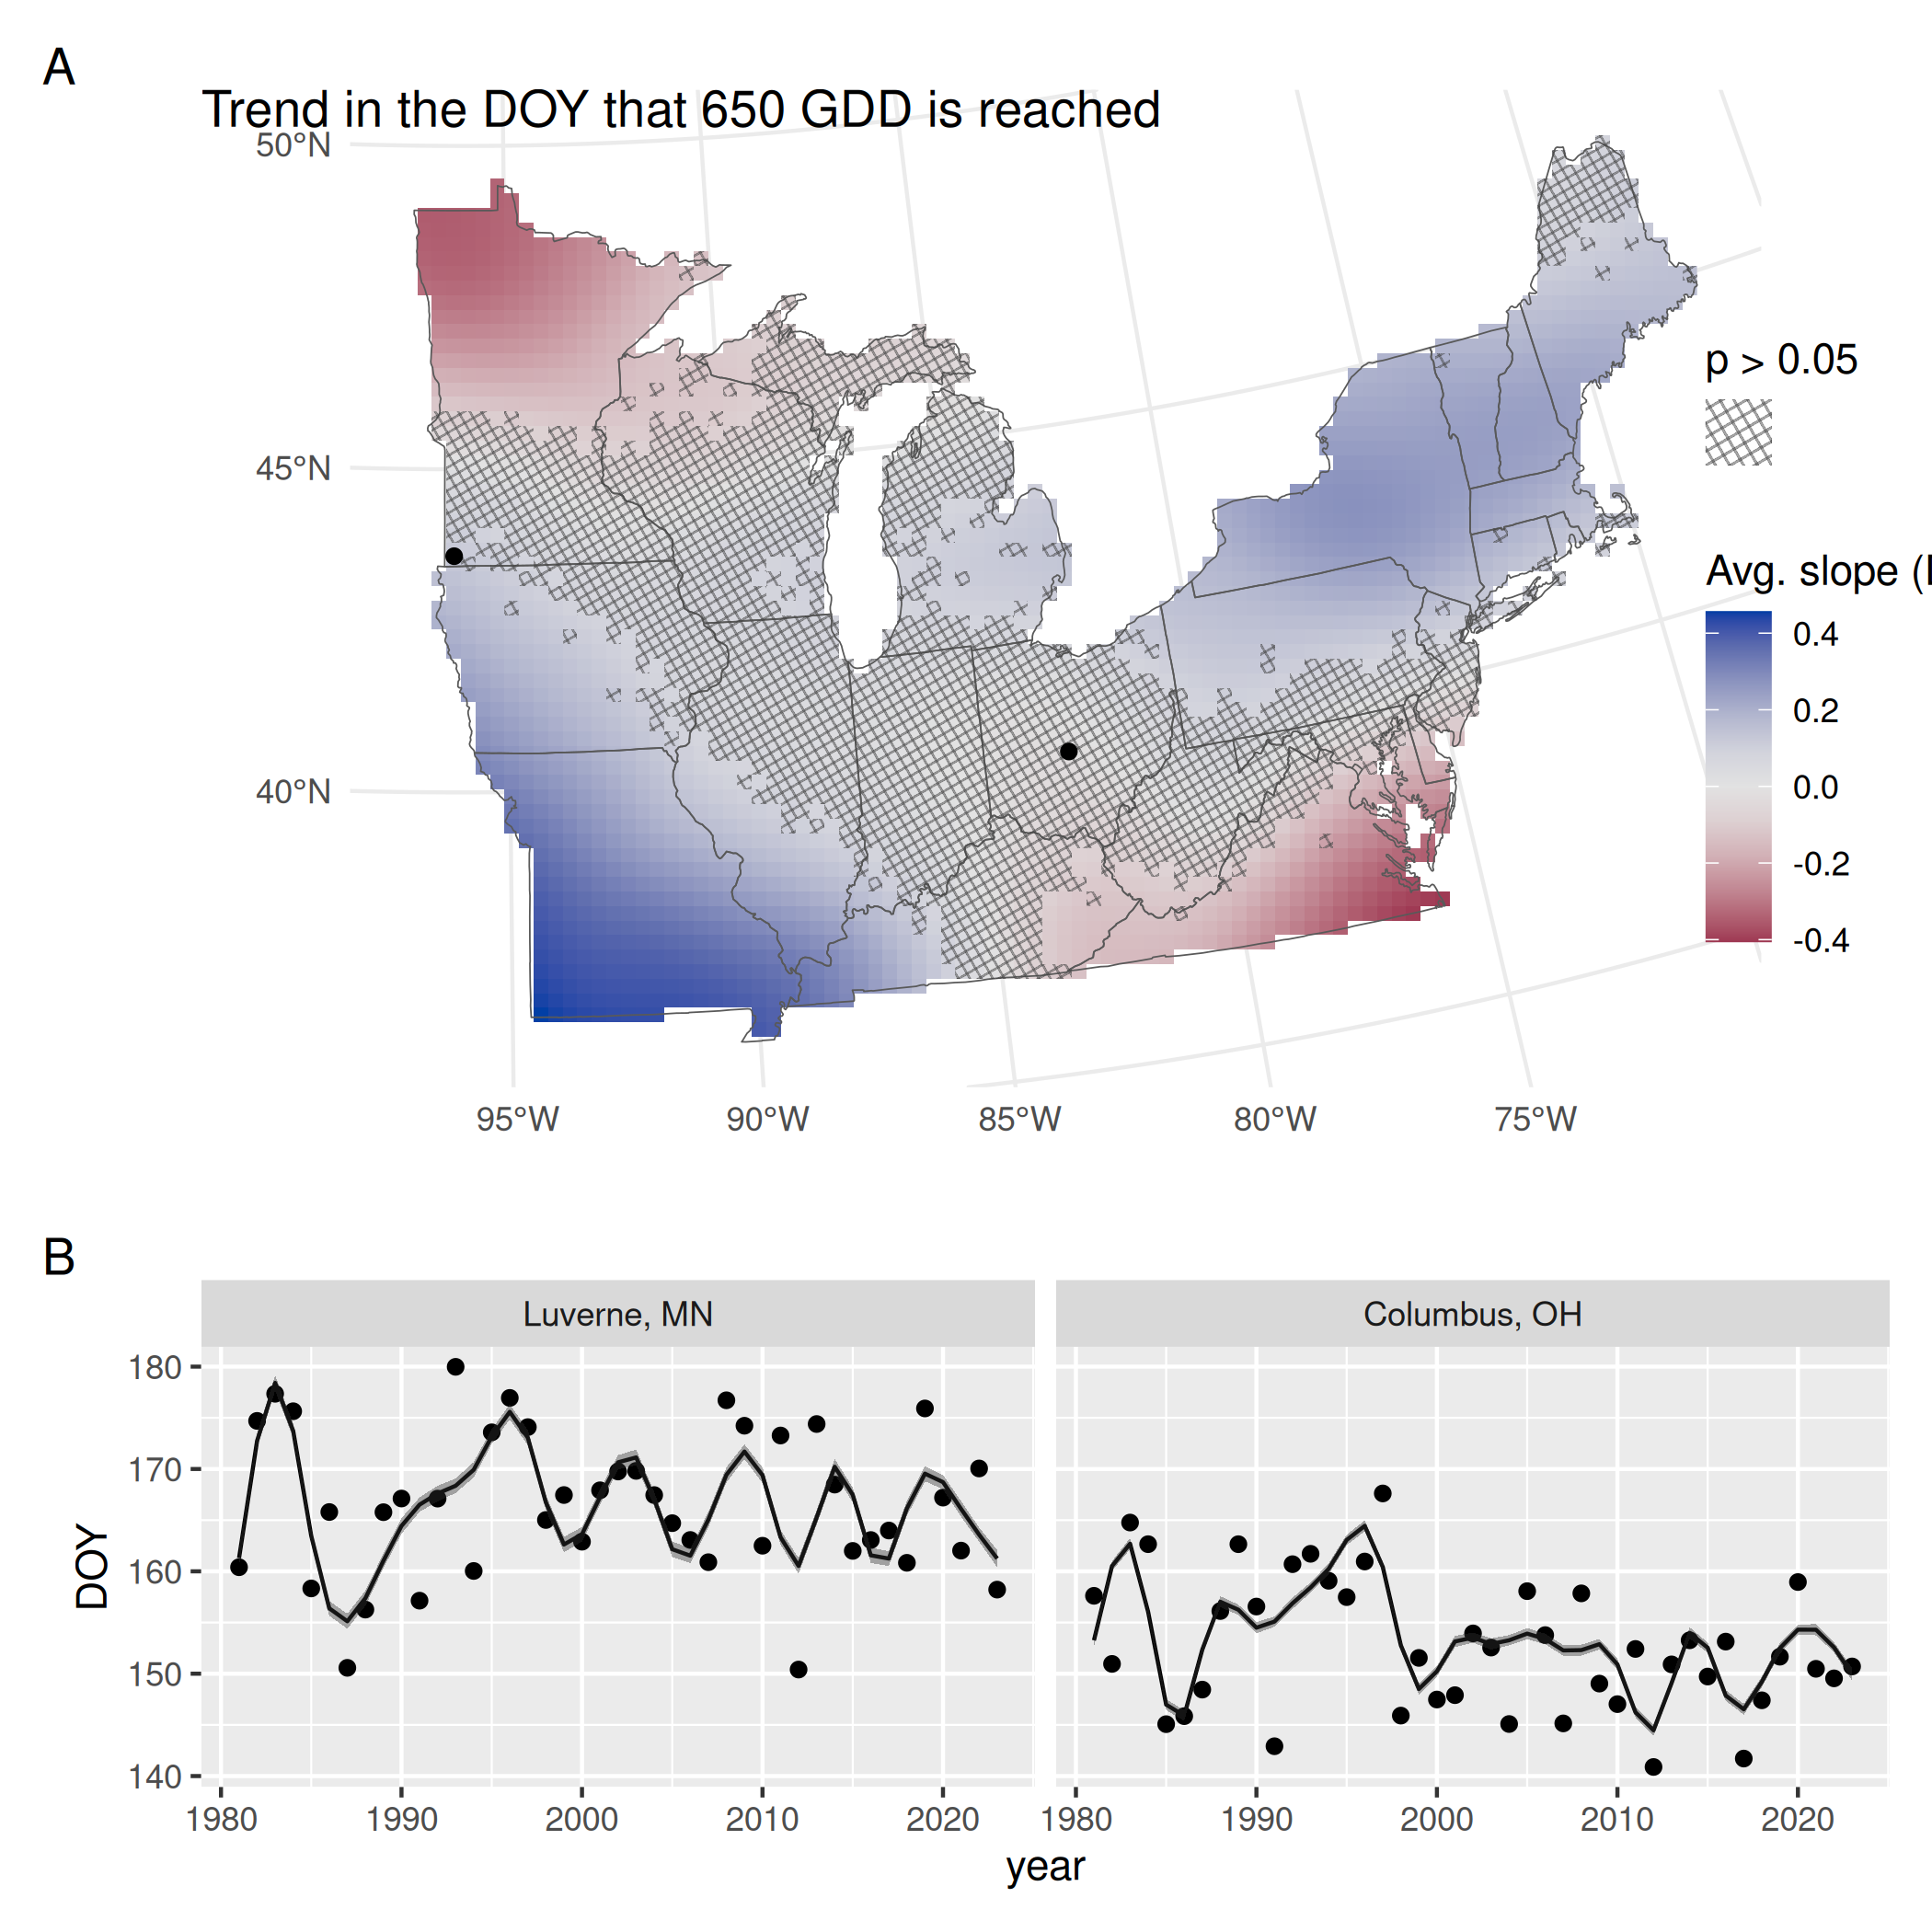 A
Trend in the DOY that 650 GDD is reached
50°N
45°N
40°N
95°W 90°W 85°W 80°W 75°W
p > 0.05
Avg. slope (
0.4
0.2
0.0
-0.2
-0.4
B
Luverne, MN Columbus, OH
DOY
180
170
160
150
140
1980 1990 2000 2010 2020 1980 1990 2000 2010 2020
year